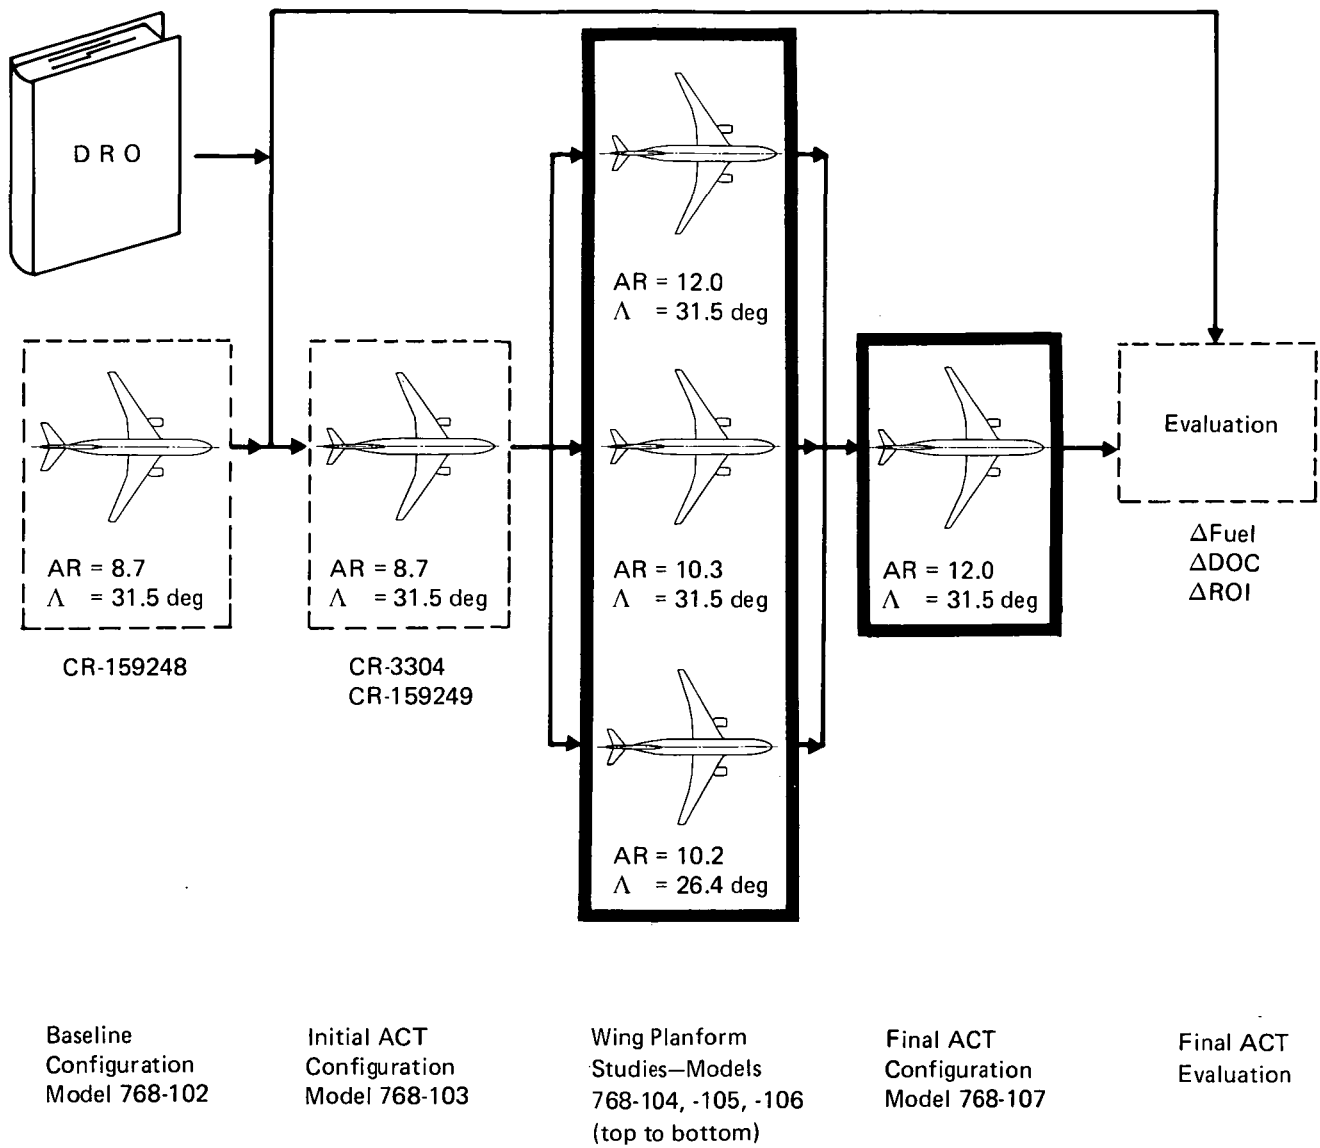 D R O
AR = 12.0
Λ = 31.5 deg
AR = 8.7
Λ = 31.5 deg
CR-159248
AR = 8.7
Λ = 31.5 deg
CR-3304
CR-159249
AR = 10.3
Λ = 31.5 deg
AR = 10.2
Λ = 26.4 deg
AR = 12.0
Λ = 31.5 deg
Evaluation
ΔFuel
ΔDOC
ΔROI
Baseline
Configuration
Model 768-102
Initial ACT
Configuration
Model 768-103
Wing Planform
Studies—Models
768-104, -105, -106
(top to bottom)
Final ACT
Configuration
Model 768-107
Final ACT
Evaluation